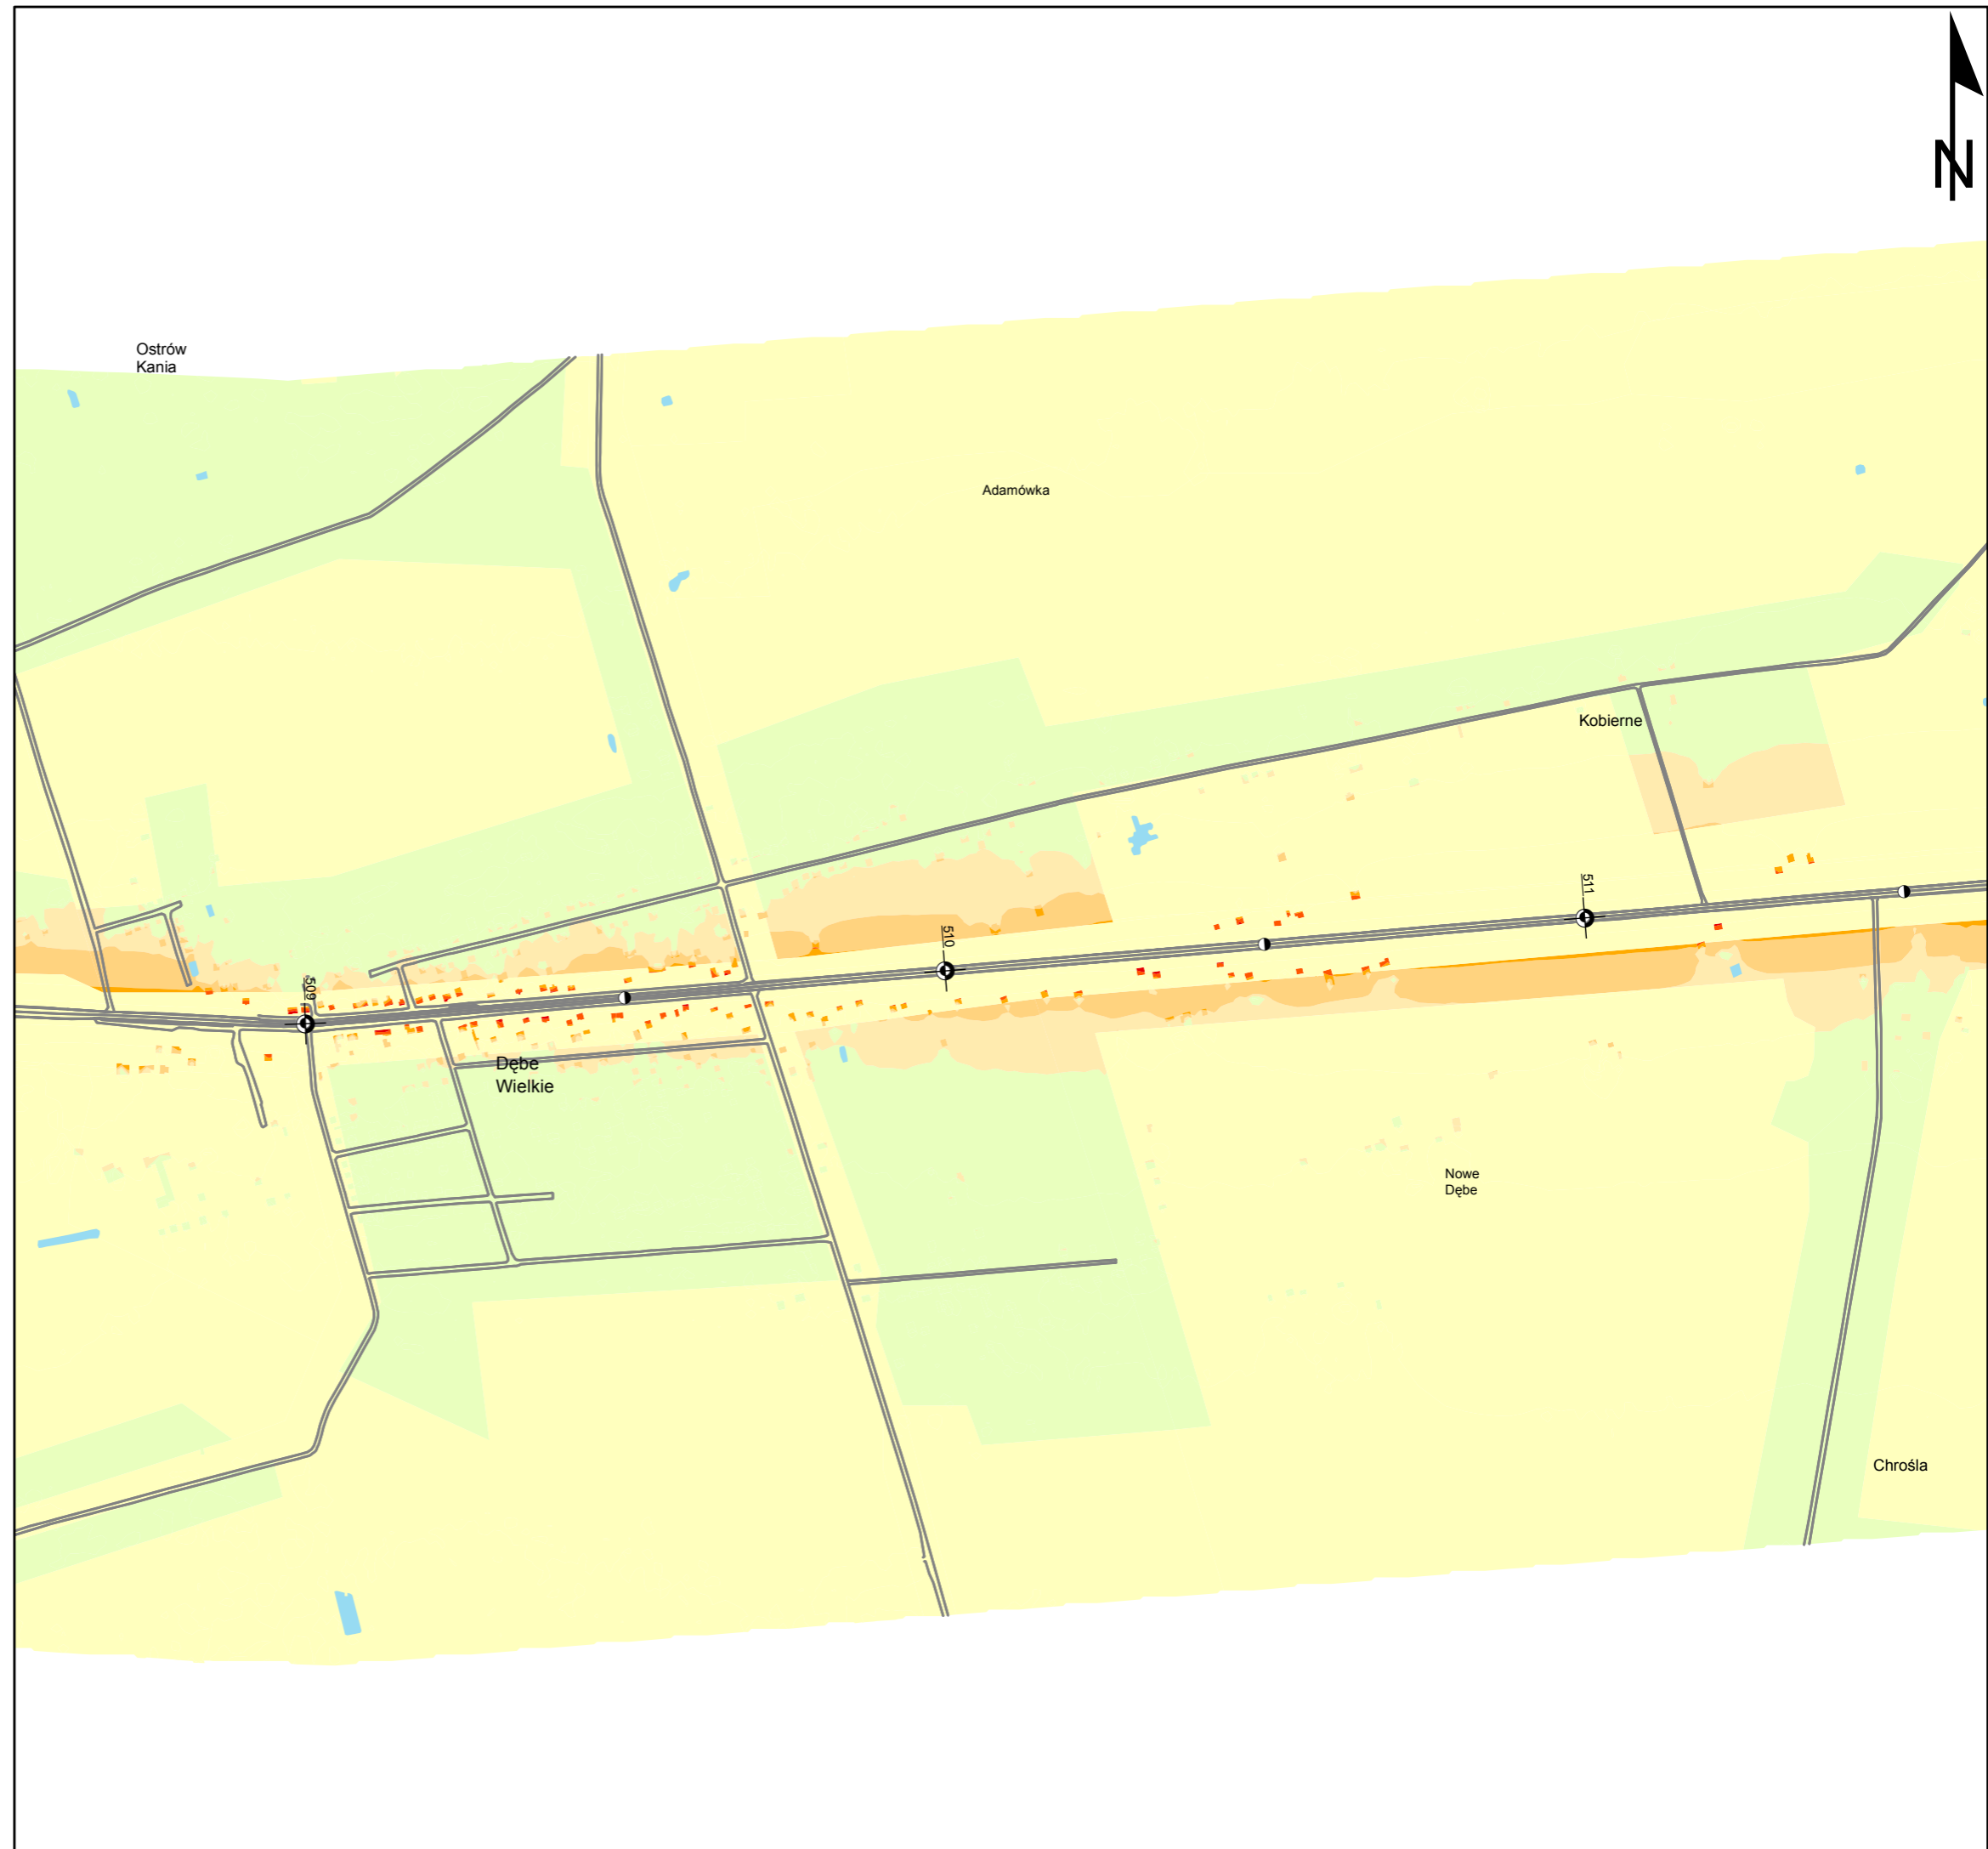 N
Ostrów
Kania
Adamówka
Kobierne
511
510
509
Dębe
Wielkie
Nowe
Dębe
Chrośla